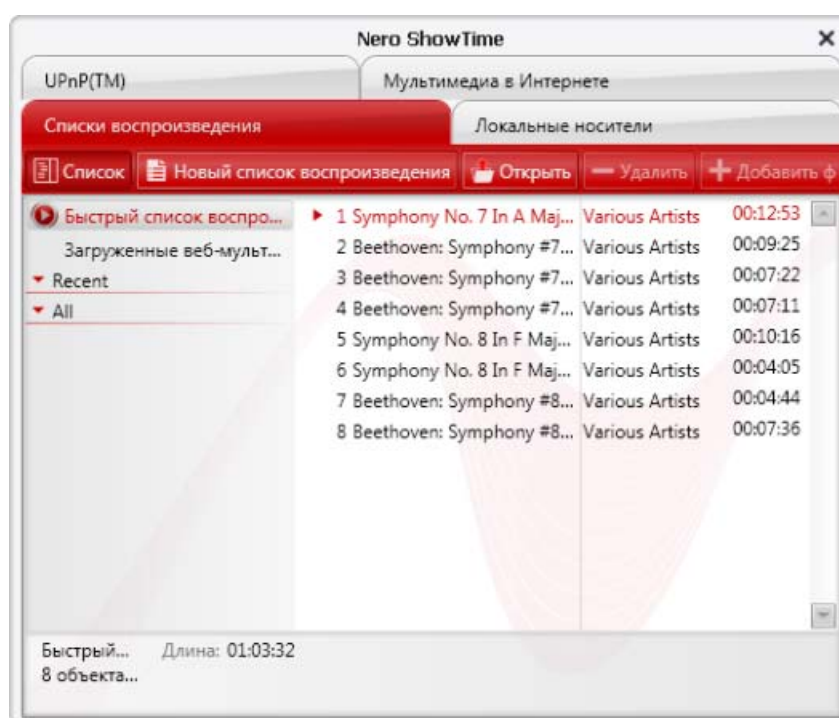 Nero ShowTime
UPnP(TM) Мультимедиа в Интернете
Списки воспроизведения Локальные носители
Список Новый список воспроизведения Открыть Удалить Добавить ф
Быстрый список воспро...
Загруженные веб-мульт...
Recent
All
1 Symphony No. 7 In A Maj... Various Artists 00:12:53
2 Beethoven: Symphony #7... Various Artists 00:09:25
3 Beethoven: Symphony #7... Various Artists 00:07:22
4 Beethoven: Symphony #7... Various Artists 00:07:11
5 Symphony No. 8 In F Maj... Various Artists 00:10:16
6 Symphony No. 8 In F Maj... Various Artists 00:04:05
7 Beethoven: Symphony #8... Various Artists 00:04:44
8 Beethoven: Symphony #8... Various Artists 00:07:36
Быстрый... Длина: 01:03:32
8 объекта...